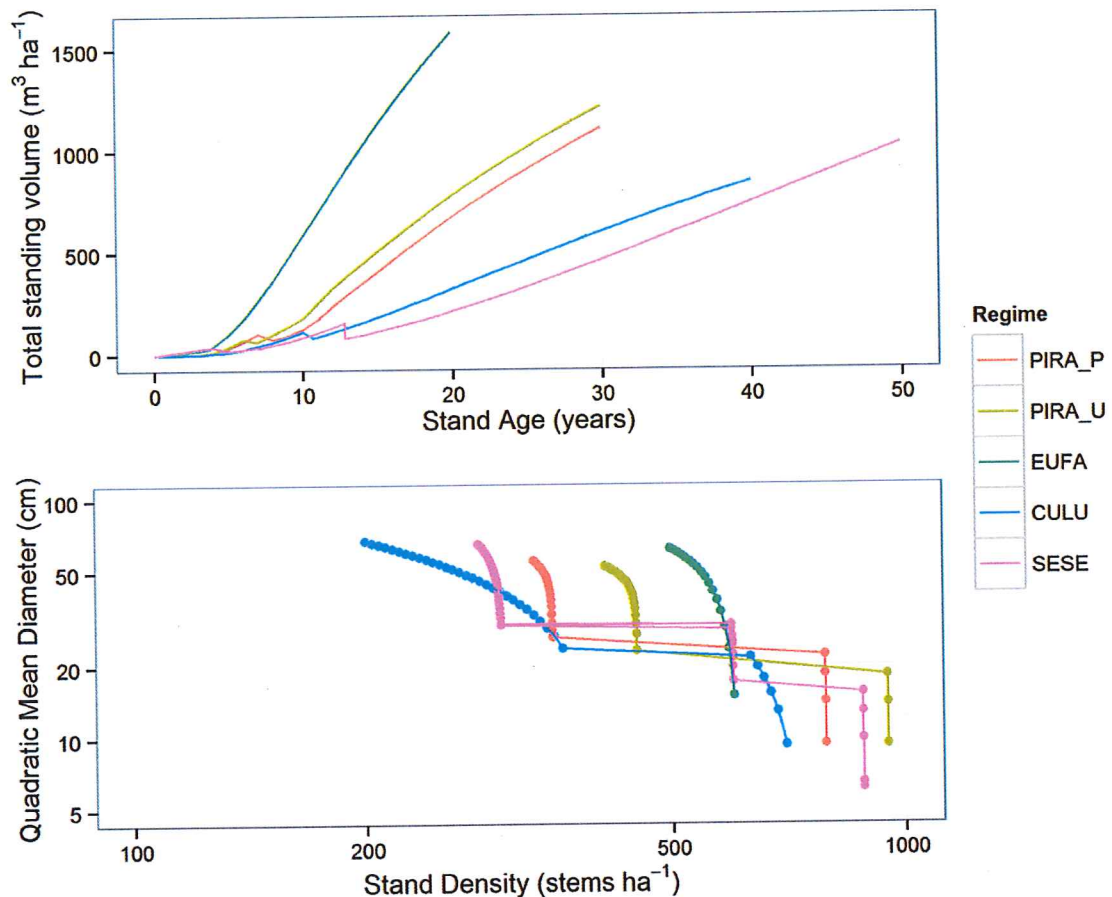 Total standing volume (m³ ha⁻¹)
1500
1000
500
0
0 10 20 30 40 50
Stand Age (years)
Regime
PIRA_P
PIRA_U
EUFA
CULU
SESE
Quadratic Mean Diameter (cm)
100
50
20
10
5
100 200 500 1000
Stand Density (stems ha⁻¹)